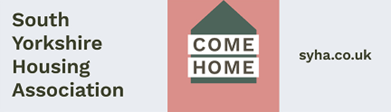 South
Yorkshire
Housing
Association
COME
HOME
syha.co.uk